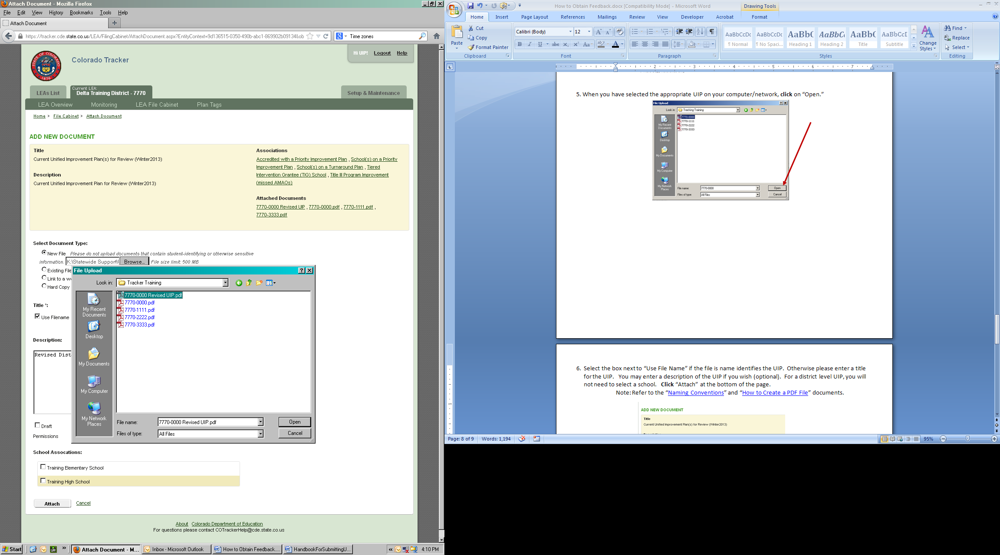 Attach Document - Mozilla Firefox
File Edit View History Bookmarks Tools Help
Attach Document
https://tracker.cde.state.co.us/LEA/FilingCabinet/AttachDocument.aspx?EntityContext=9d136515-0350-490b-abc1-869902b09134&ob
Time zones
Colorado Tracker
STATE OF COLORADO
1876
Hi UIP! Logout Help
LEAs List
Current LEA:
Delta Training District - 7770
Setup & Maintenance
LEA Overview Monitoring LEA File Cabinet Plan Tags
Home > File Cabinet > Attach Document
ADD NEW DOCUMENT
Title
Current Unified Improvement Plan(s) for Review (Winter2013)
Description
Current Unified Improvement Plan for Review (Winter2013)
Associations
Accredited with a Priority Improvement Plan , School(s) on a Priority
Improvement Plan , School(s) on a Turnaround Plan , Tiered
Intervention Grantee (TIG) School , Title III Program Improvement
(missed AMAOs)
Attached Documents
7770-0000 Revised UIP , 7770-0000.pdf , 7770-1111.pdf ,
7770-3333.pdf
Select Document Type:
New File Please do not upload documents that contain student-identifying or otherwise sensitive
information. K:\Statewide Support\U Browse... File size limit: 500 MB
Existing File
Link to a we
Hard Copy
Title *:
Use Filename
Description:
Revised Dist
Draft
Permissions
File Upload
Look in: Tracker Training
My Recent
Documents
Desktop
My Documents
My Computer
My Network
Places
7770-0000 Revised UIP.pdf
7770-0000.pdf
7770-1111.pdf
7770-2222.pdf
7770-3333.pdf
File name: 7770-0000 Revised UIP.pdf Open
Files of type: All Files Cancel
School Assocations:
Training Elementary School
Training High School
Attach Cancel
About Colorado Department of Education
For questions please contact COTrackerHelp@cde.state.co.us
Start » Attach Document - M... Inbox - Microsoft Outlook How to Obtain Feedback.... HandbookForSubmittingU... « 4:10 PM
How to Obtain Feedback.docx [Compatibility Mode] - Microsoft Word
Drawing Tools
Home Insert Page Layout References Mailings Review View Developer Acrobat Format
Paste
Cut
Copy
Format Painter
Clipboard
Calibri (Body) 12
Font
Paragraph
AaBbCcDc AaBbCcDc AaBbC AaBbCc AaBbC AaBbCcI
¶ Normal ¶ No Spaci... Heading 1 Heading 2 Title Subtitle
Change
Styles
Styles
Find
Replace
Select
Editing
1 2 3 4 5 6 7
5. When you have selected the appropriate UIP on your computer/network, click on “Open.”
File Upload
Look in: Tracking Training
My Recent
Documents
Desktop
My Documents
My Computer
My Network
Places
7770-0000
7770-1111
7770-2222
7770-3333
File name: 7770-0000 Open
Files of type: All Files Cancel
6. Select the box next to “Use File Name” if the file is name identifies the UIP. Otherwise please enter a title
for the UIP. You may enter a description of the UIP if you wish (optional). For a district level UIP, you will
not need to select a school. Click “Attach” at the bottom of the page.
Note: Refer to the “Naming Conventions” and “How to Create a PDF File” documents.
ADD NEW DOCUMENT
Title
Current Unified Improvement Plan(s) for Review (Winter2013)
Page: 8 of 9 Words: 1,194 95%